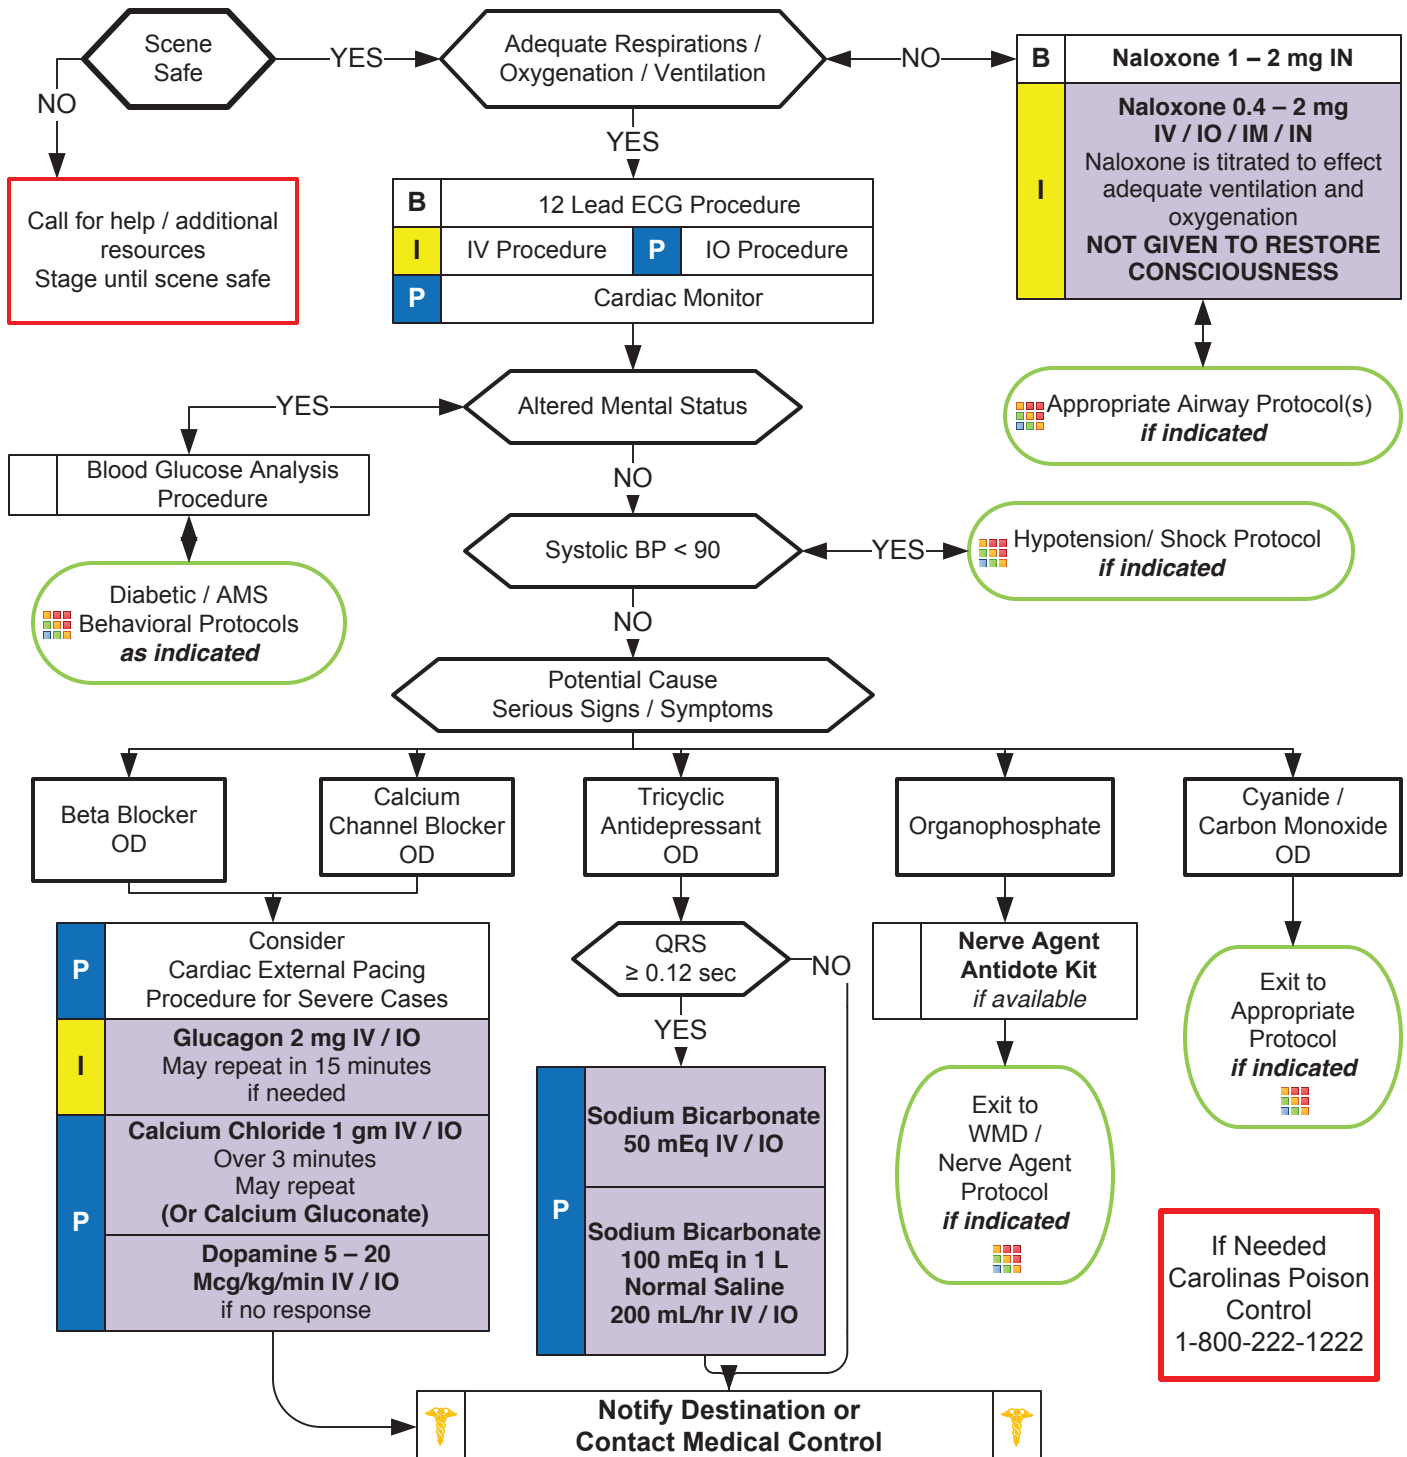 Scene
Safe
YES
Adequate Respirations /
Oxygenation / Ventilation
NO
B
Naloxone 1 – 2 mg IN
I
Naloxone 0.4 – 2 mg
IV / IO / IM / IN
Naloxone is titrated to effect
adequate ventilation and
oxygenation
NOT GIVEN TO RESTORE
CONSCIOUSNESS
NO
Call for help / additional
resources
Stage until scene safe
YES
B
12 Lead ECG Procedure
I
IV Procedure
P
IO Procedure
P
Cardiac Monitor
Appropriate Airway Protocol(s)
if indicated
Altered Mental Status
YES
Blood Glucose Analysis
Procedure
Diabetic / AMS
Behavioral Protocols
as indicated
NO
Systolic BP < 90
YES
Hypotension/ Shock Protocol
if indicated
NO
Potential Cause
Serious Signs / Symptoms
Beta Blocker
OD
Calcium
Channel Blocker
OD
Tricyclic
Antidepressant
OD
Organophosphate
Cyanide /
Carbon Monoxide
OD
P
Consider
Cardiac External Pacing
Procedure for Severe Cases
I
Glucagon 2 mg IV / IO
May repeat in 15 minutes
if needed
P
Calcium Chloride 1 gm IV / IO
Over 3 minutes
May repeat
(Or Calcium Gluconate)
Dopamine 5 – 20
Mcg/kg/min IV / IO
if no response
QRS
≥ 0.12 sec
NO
YES
P
Sodium Bicarbonate
50 mEq IV / IO
Sodium Bicarbonate
100 mEq in 1 L
Normal Saline
200 mL/hr IV / IO
Nerve Agent
Antidote Kit
if available
Exit to
WMD /
Nerve Agent
Protocol
if indicated
Exit to
Appropriate
Protocol
if indicated
If Needed
Carolinas Poison
Control
1-800-222-1222
Notify Destination or
Contact Medical Control